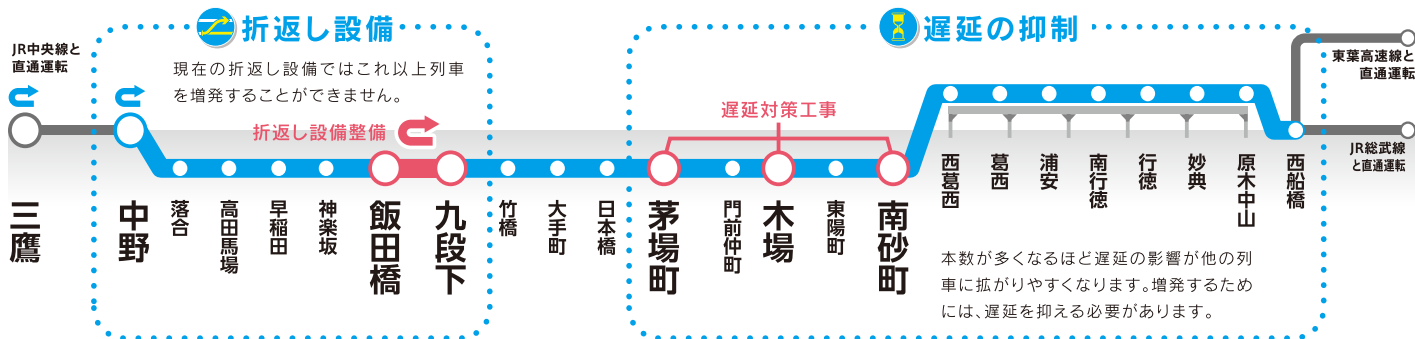 折返し設備
遅延の抑制
JR中央線と
直通運転
現在の折返し設備ではこれ以上列車
を増発することができません。
東葉高速線と
直通運転
遅延対策工事
折返し設備整備
JR総武線
と直通運転
三鷹
中野
落合
高田馬場
早稲田
神楽坂
飯田橋
九段下
竹橋
大手町
日本橋
茅場町
門前仲町
木場
東陽町
南砂町
西葛西
葛西
浦安
南行徳
行徳
妙典
原木中山
西船橋
本数が多くなるほど遅延の影響が他の列
車に拡がりやすくなります。増発するため
には、遅延を抑える必要があります。